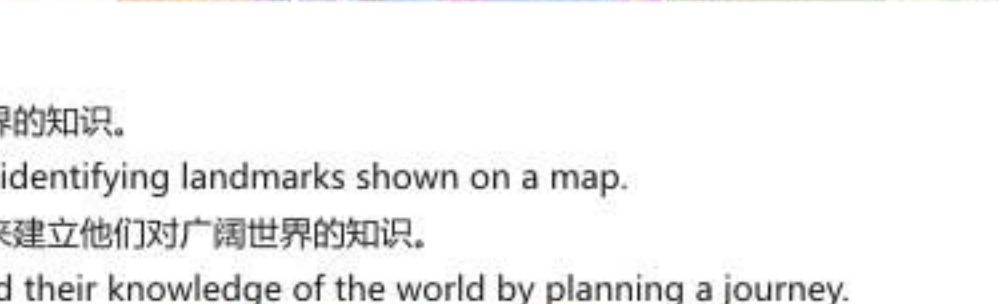 界的知识。
identifying landmarks shown on a map.
来建立他们对广阔世界的知识。
d their knowledge of the world by planning a journey.